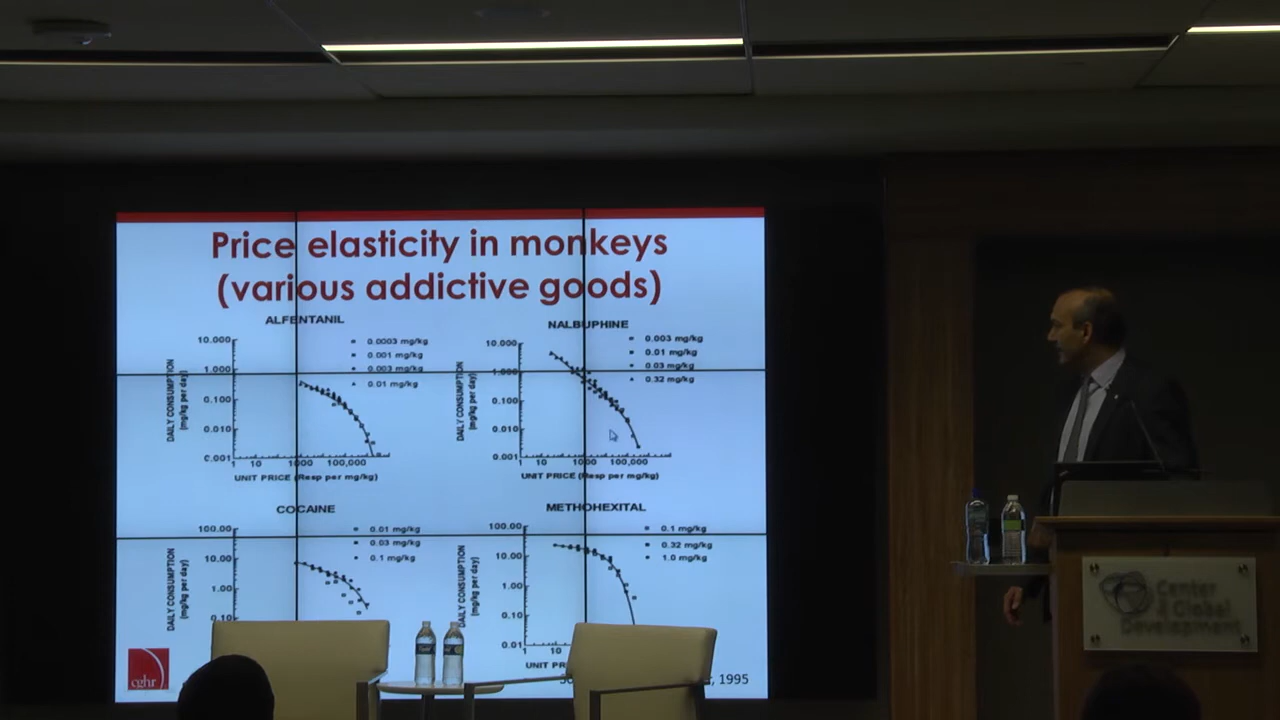 Price elasticity in monkeys
(various addictive goods)
ALFENTANIL
10.000
1.000
0.100
0.010
0.001
DAILY CONSUMPTION
(mg/kg per day)
0.0003 mg/kg
0.001 mg/kg
0.003 mg/kg
0.01 mg/kg
1 10 1000 100,000
UNIT PRICE (Resp per mg/kg)
NALBUPHINE
10.000
1.000
0.100
0.010
0.001
DAILY CONSUMPTION
(mg/kg per day)
0.003 mg/kg
0.01 mg/kg
0.03 mg/kg
0.32 mg/kg
1 10 1000 100,000
UNIT PRICE (Resp per mg/kg)
COCAINE
100.00
10.00
1.00
0.10
DAILY CONSUMPTION
(mg/kg per day)
0.01 mg/kg
0.03 mg/kg
0.1 mg/kg
METHOHEXITAL
100.00
10.00
1.00
0.10
0.01
DAILY CONSUMPTION
(mg/kg per day)
0.1 mg/kg
0.32 mg/kg
1.0 mg/kg
1 10
UNIT
1995
cghr
Center
Global
Development